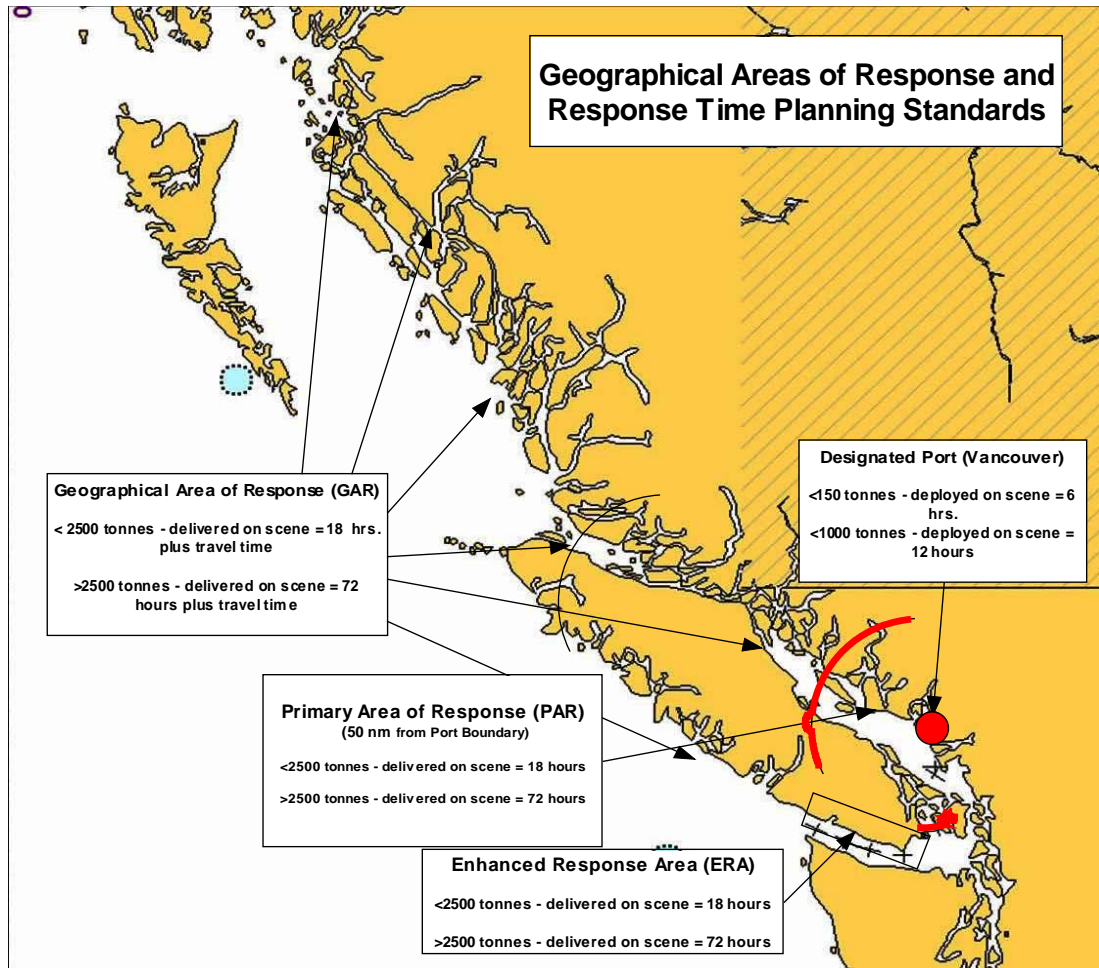 Geographical Areas of Response and
Response Time Planning Standards
Designated Port (Vancouver)
<150 tonnes - deployed on scene = 6
hrs.
<1000 tonnes - deployed on scene =
12 hours
Geographical Area of Response (GAR)
< 2500 tonnes - delivered on scene = 18 hrs.
plus travel time
>2500 tonnes - delivered on scene = 72
hours plus travel time
Primary Area of Response (PAR)
(50 nm from Port Boundary)
<2500 tonnes - delivered on scene = 18 hours
>2500 tonnes - delivered on scene = 72 hours
Enhanced Response Area (ERA)
<2500 tonnes - delivered on scene = 18 hours
>2500 tonnes - delivered on scene = 72 hours